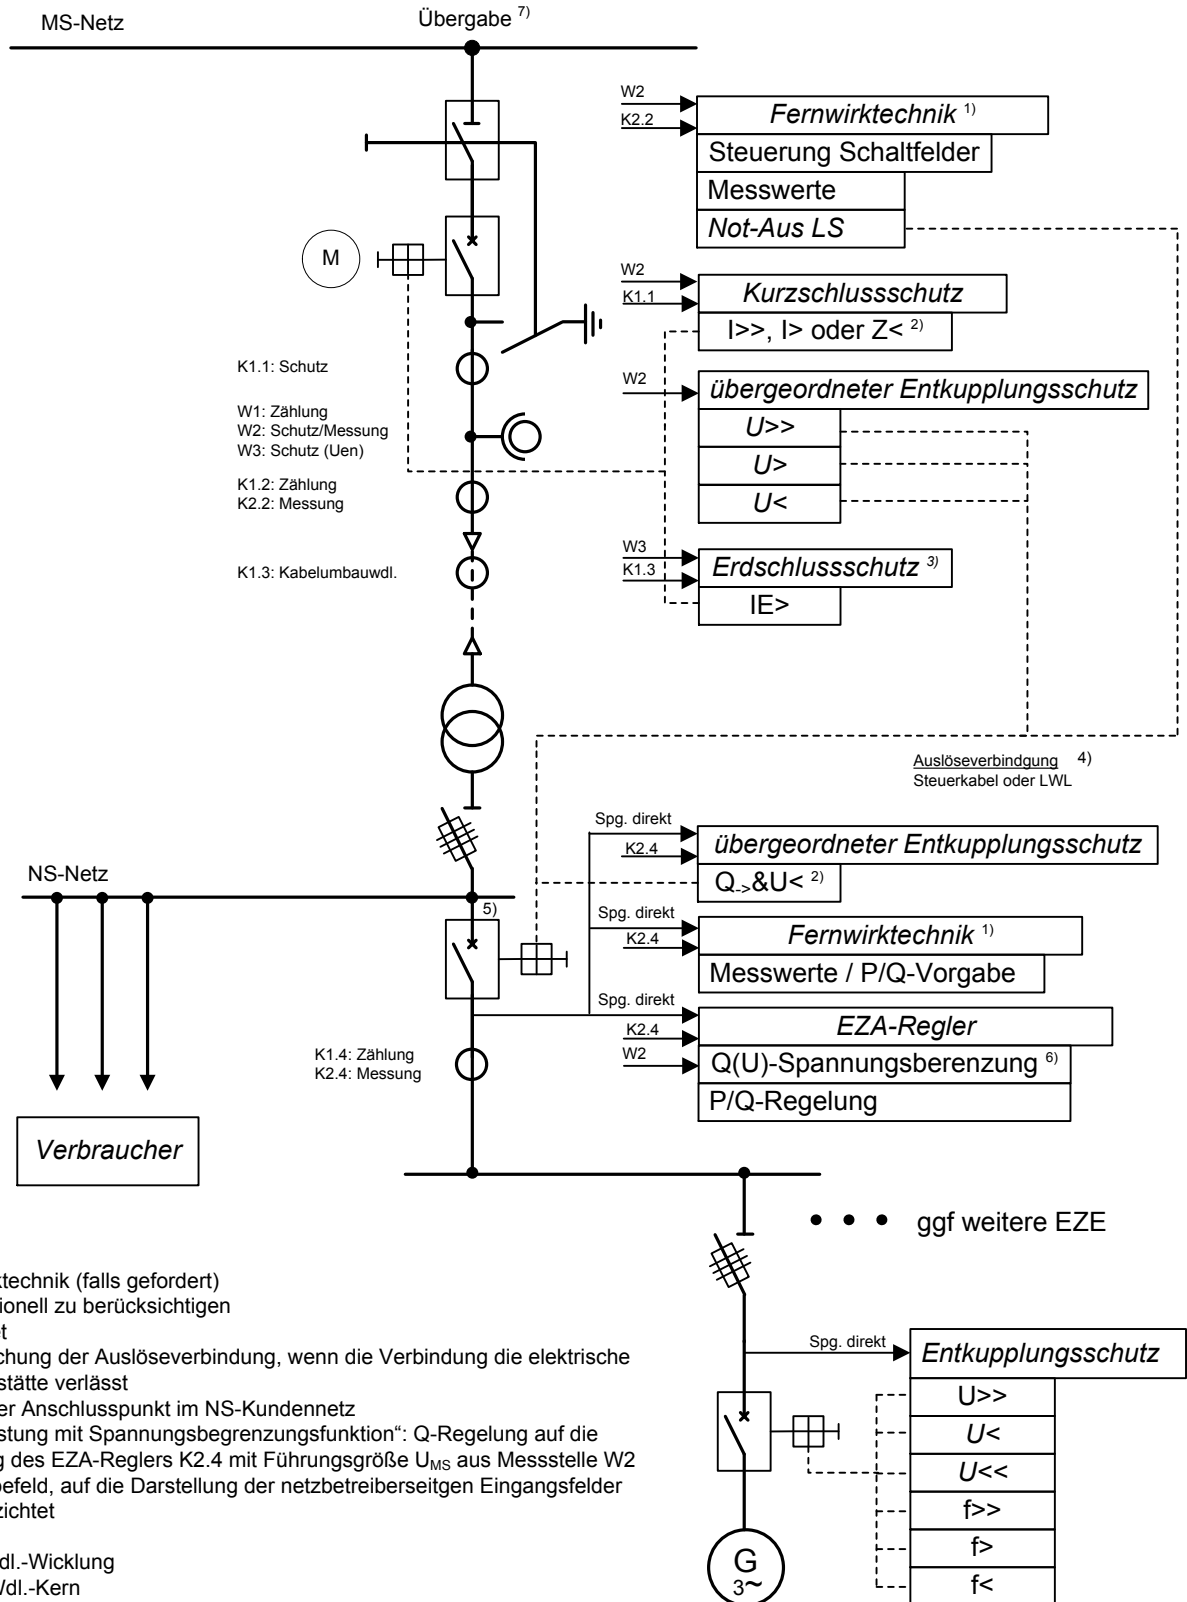 MS-Netz
Übergabe 7)
W2
K2.2
Fernwirktechnik 1)
Steuerung Schaltfelder
Messwerte
Not-Aus LS
M
W2
K1.1
Kurzschlussschutz
I>>, I> oder Z< 2)
K1.1: Schutz
W2
übergeordneter Entkupplungsschutz
U>>
U>
U<
W1: Zählung
W2: Schutz/Messung
W3: Schutz (Uen)
K1.2: Zählung
K2.2: Messung
W3
K1.3
Erdschlussschutz 3)
IE>
K1.3: Kabelumbauwdl.
Auslöseverbindgung 4)
Steuerkabel oder LWL
Spg. direkt
K2.4
übergeordneter Entkupplungsschutz
Q->&U< 2)
NS-Netz
5)
Spg. direkt
K2.4
Fernwirktechnik 1)
Messwerte / P/Q-Vorgabe
Spg. direkt
K2.4
W2
EZA-Regler
Q(U)-Spannungsberenzung 6)
P/Q-Regelung
K1.4: Zählung
K2.4: Messung
Verbraucher
• • • ggf weitere EZE
ktechnik (falls gefordert)
ionell zu berücksichtigen
et
chung der Auslöseverbindung, wenn die Verbindung die elektrische
stätte verlässt
er Anschlusspunkt im NS-Kundennetz
stung mit Spannungsbegrenzungsfunktion“: Q-Regelung auf die
g des EZA-Reglers K2.4 mit Führungsgröße UMS aus Messstelle W2
befeld, auf die Darstellung der netzbetreiberseitgen Eingangsfelder
zichtet
dl.-Wicklung
Wdl.-Kern
Spg. direkt
Entkupplungsschutz
U>>
U<
U<<
f>>
f>
f<
G
3~